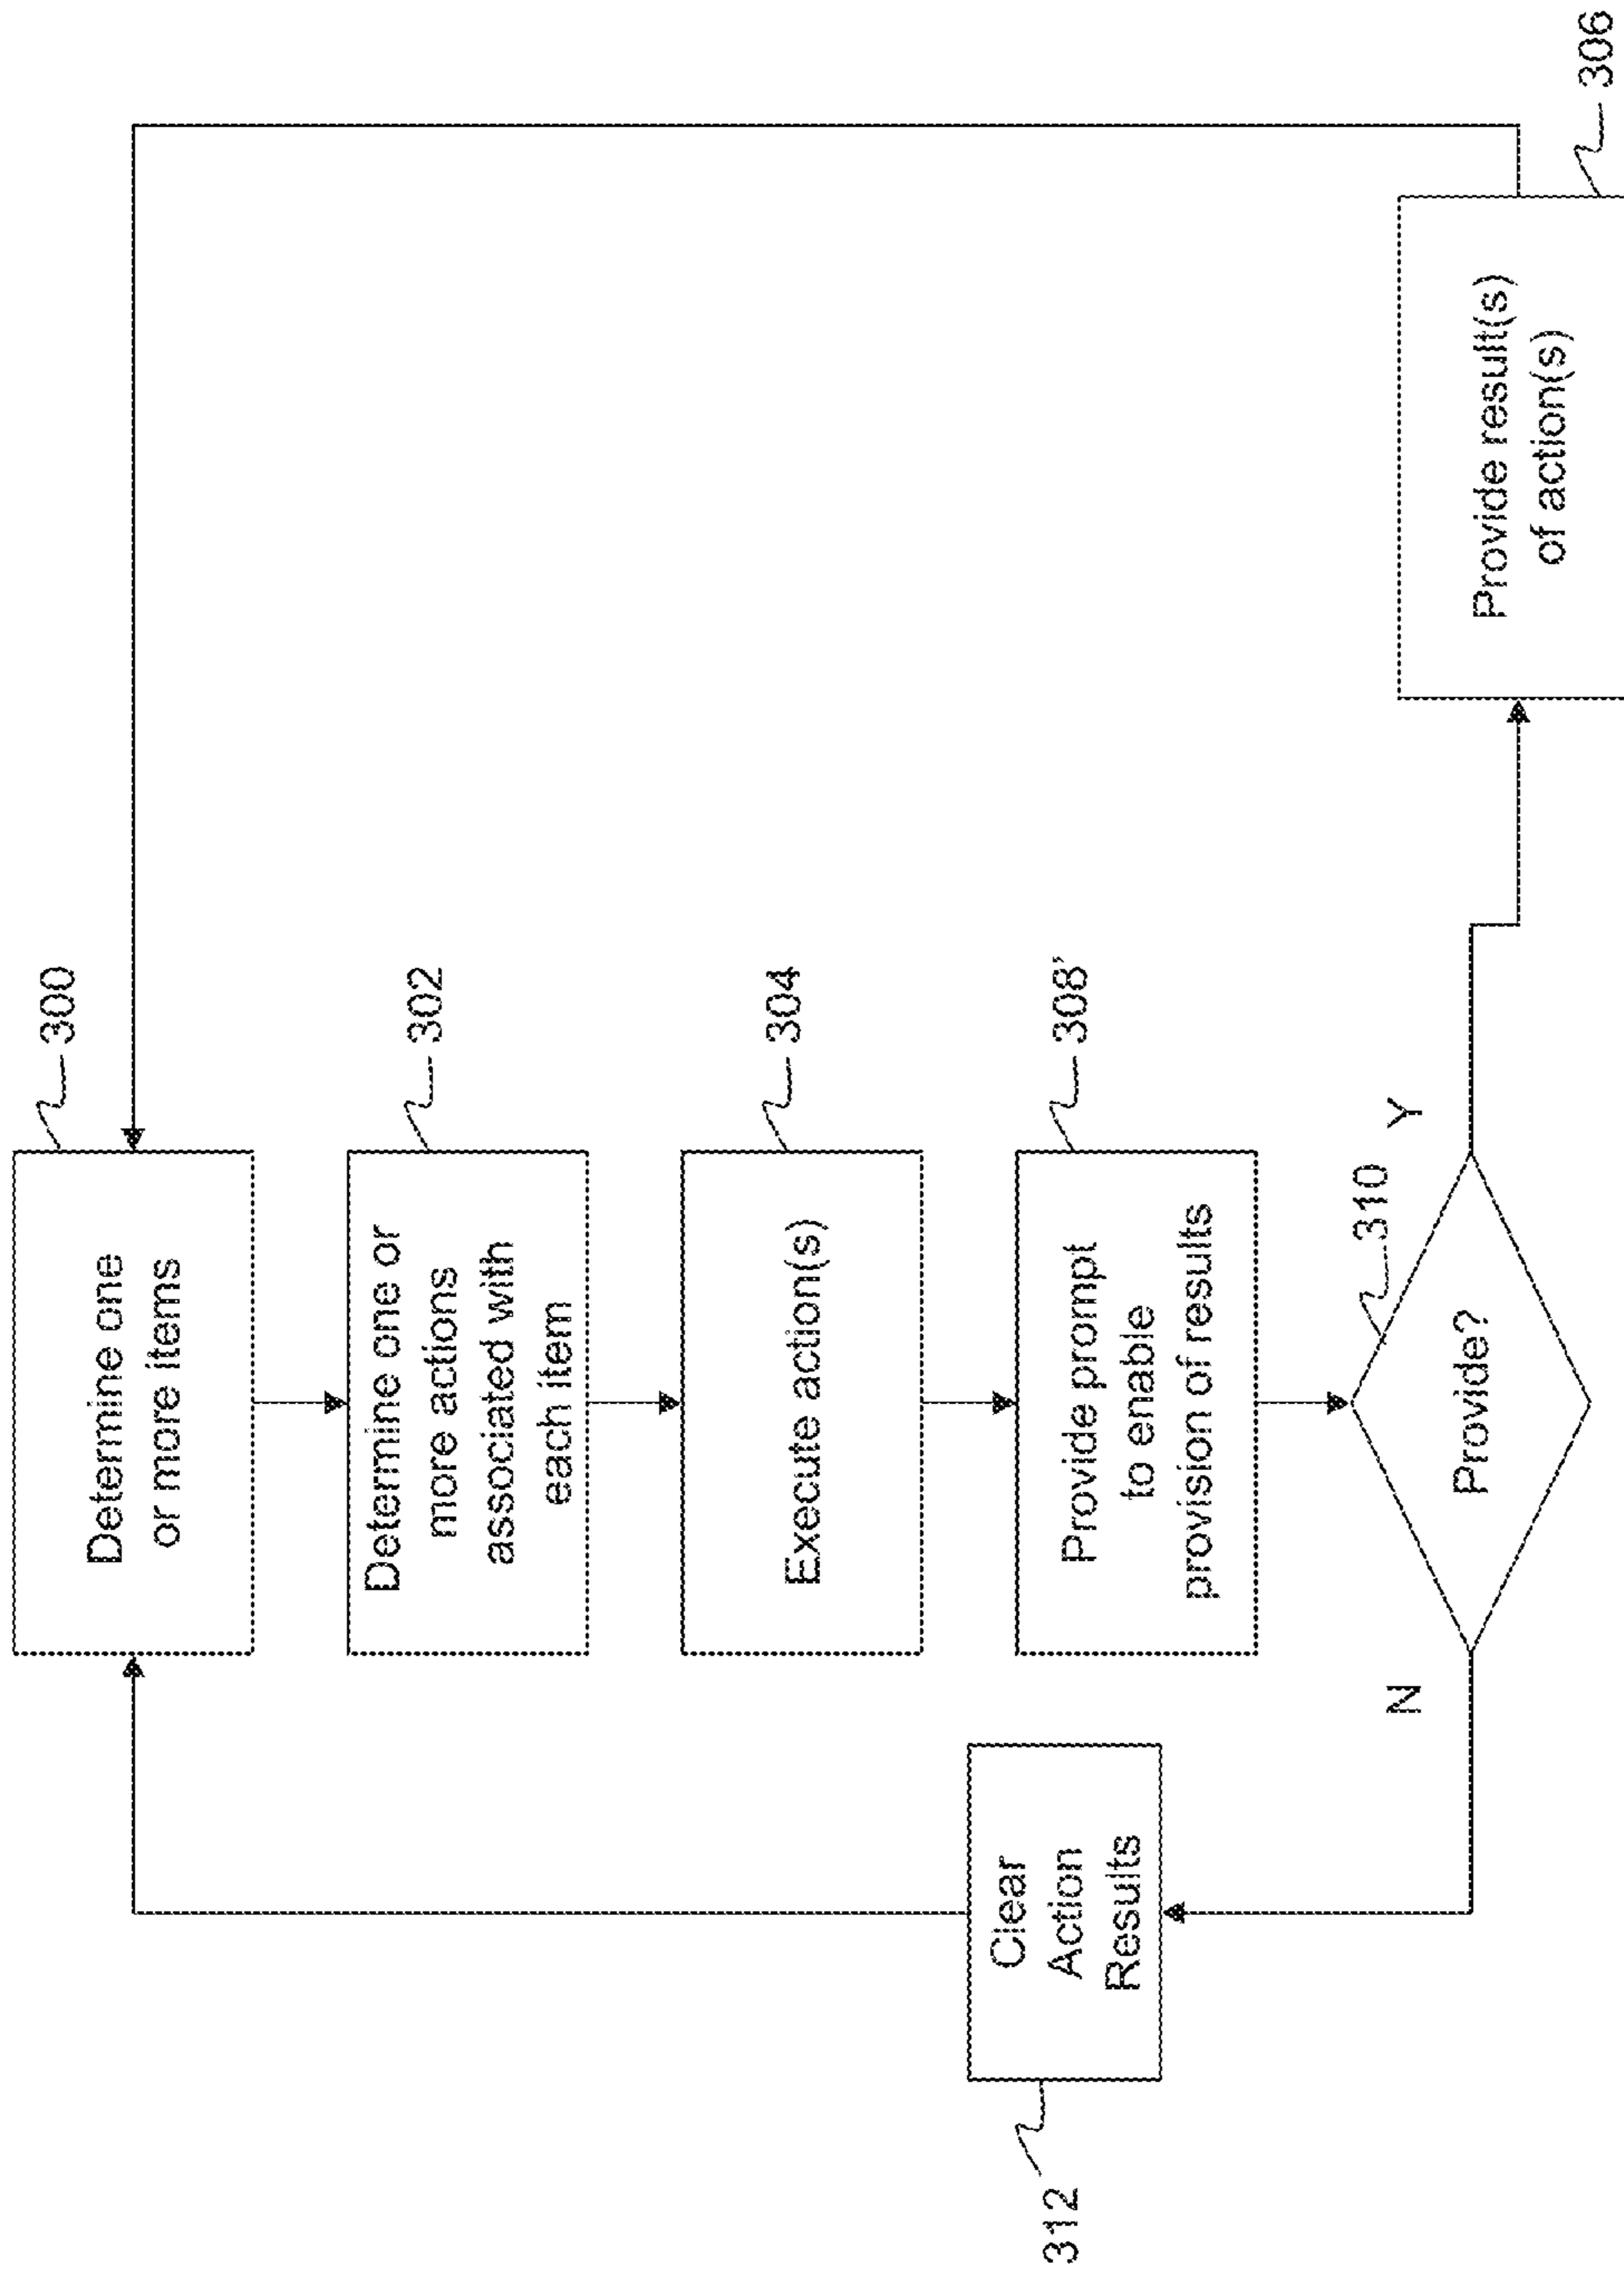 Determine one
or more items
300
Determine one or
more actions
associated with
each item
302
Execute action(s)
304
Provide prompt
to enable
provision of results
308'
Provide?
310
Y
N
Clear
Action
Results
312
Provide result(s)
of action(s)
306